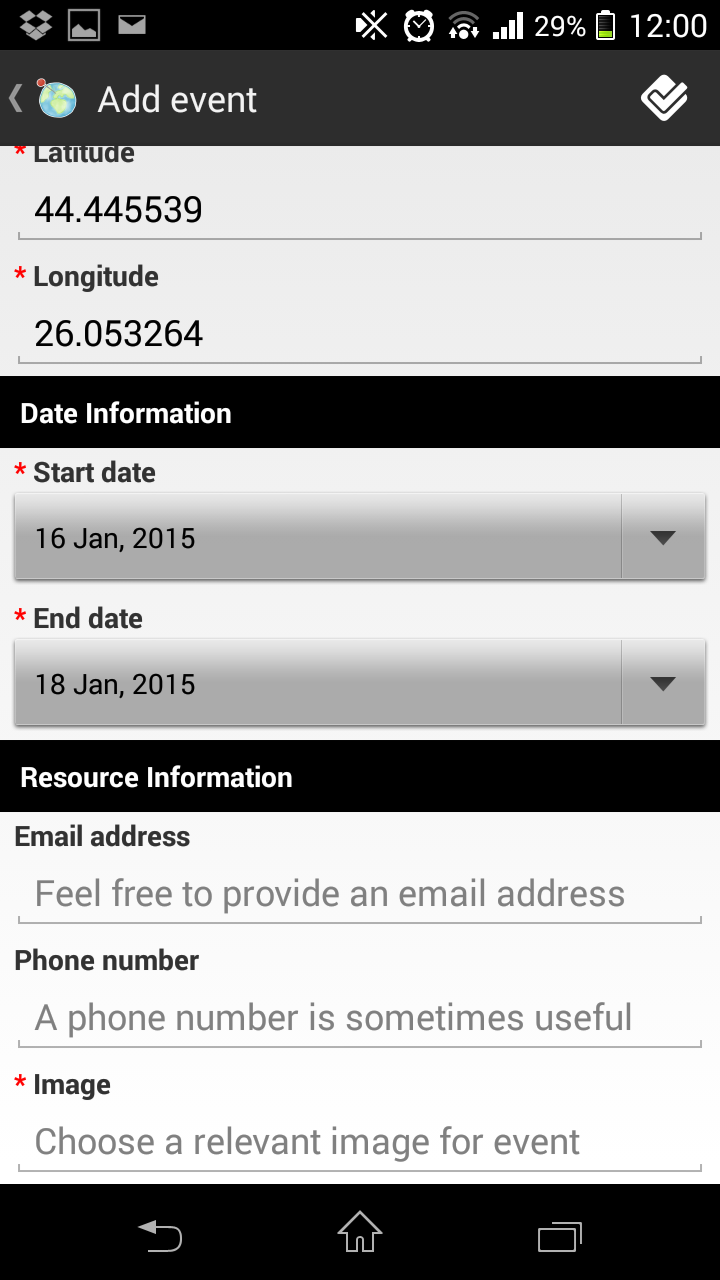 29% 12:00
Add event
* Latitude
44.445539
* Longitude
26.053264
Date Information
* Start date
16 Jan, 2015
* End date
18 Jan, 2015
Resource Information
Email address
Feel free to provide an email address
Phone number
A phone number is sometimes useful
* Image
Choose a relevant image for event